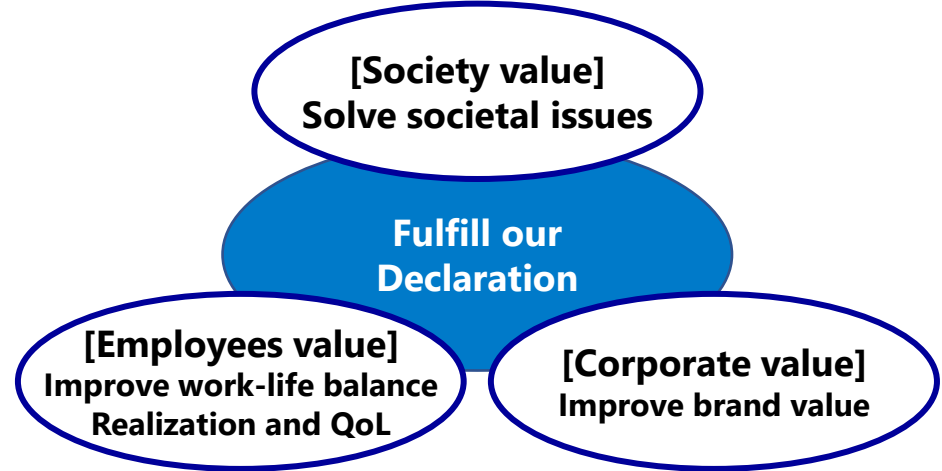 [Society value]
Solve societal issues
Fulfill our
Declaration
[Employees value]
Improve work-life balance
Realization and QoL
[Corporate value]
Improve brand value